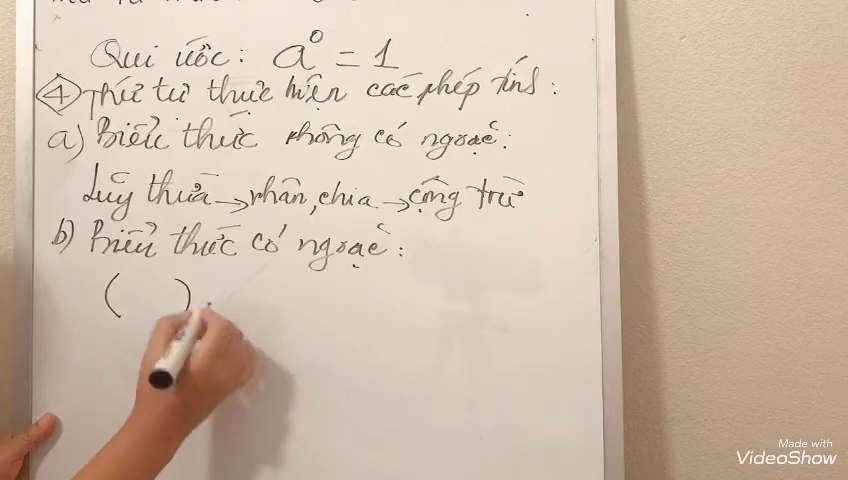 Qui ước: a⁰ = 1
4 Thứ tự thực hiện các phép tính:
a) Biểu thức không có ngoặc:
Lũy thừa → nhân, chia → cộng trừ
b) Biểu thức có ngoặc:
( )
Made with
VideoShow